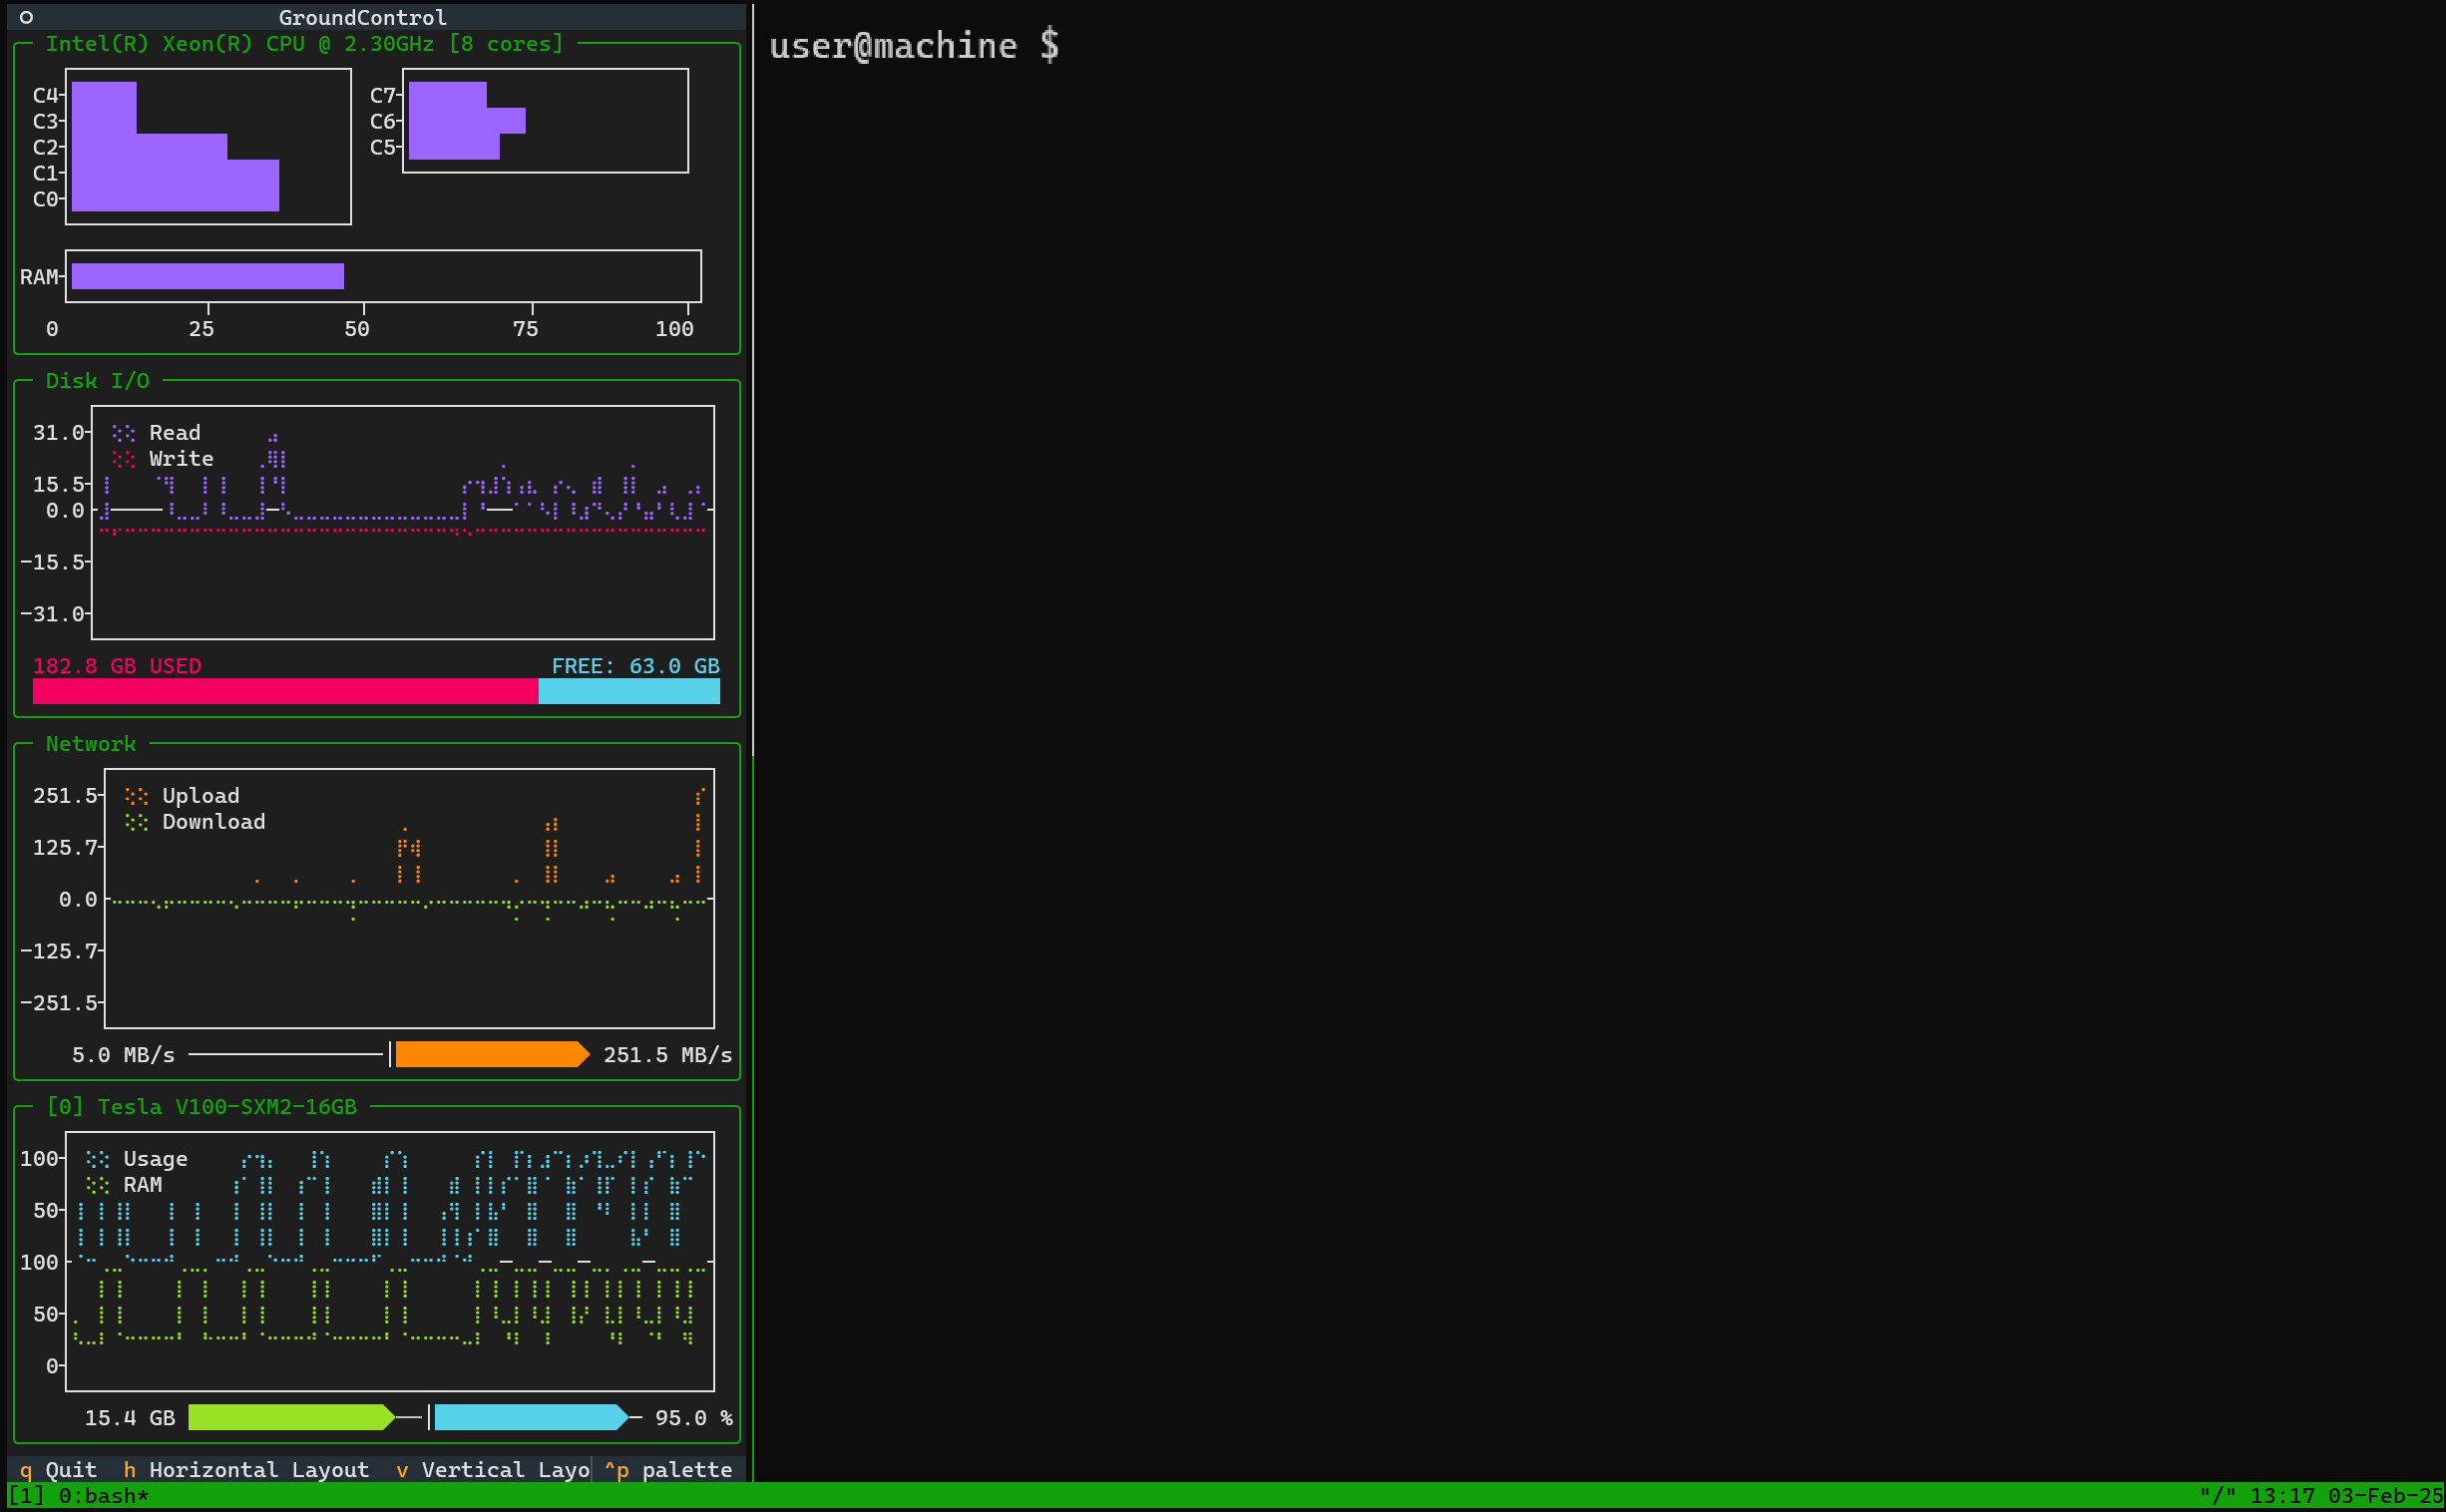 GroundControl
Intel(R) Xeon(R) CPU @ 2.30GHz [8 cores]
C4
C3
C2
C1
C0
C7
C6
C5
RAM
0 25 50 75 100
Disk I/O
31.0
15.5
0.0
-15.5
-31.0
Read
Write
182.8 GB USED FREE: 63.0 GB
Network
251.5
125.7
0.0
-125.7
-251.5
Upload
Download
5.0 MB/s 251.5 MB/s
[0] Tesla V100-SXM2-16GB
100
50
100
50
0
Usage
RAM
15.4 GB 95.0 %
q Quit h Horizontal Layout v Vertical Layo ^p palette
user@machine $
[1] 0:bash* "/" 13:17 03-Feb-25